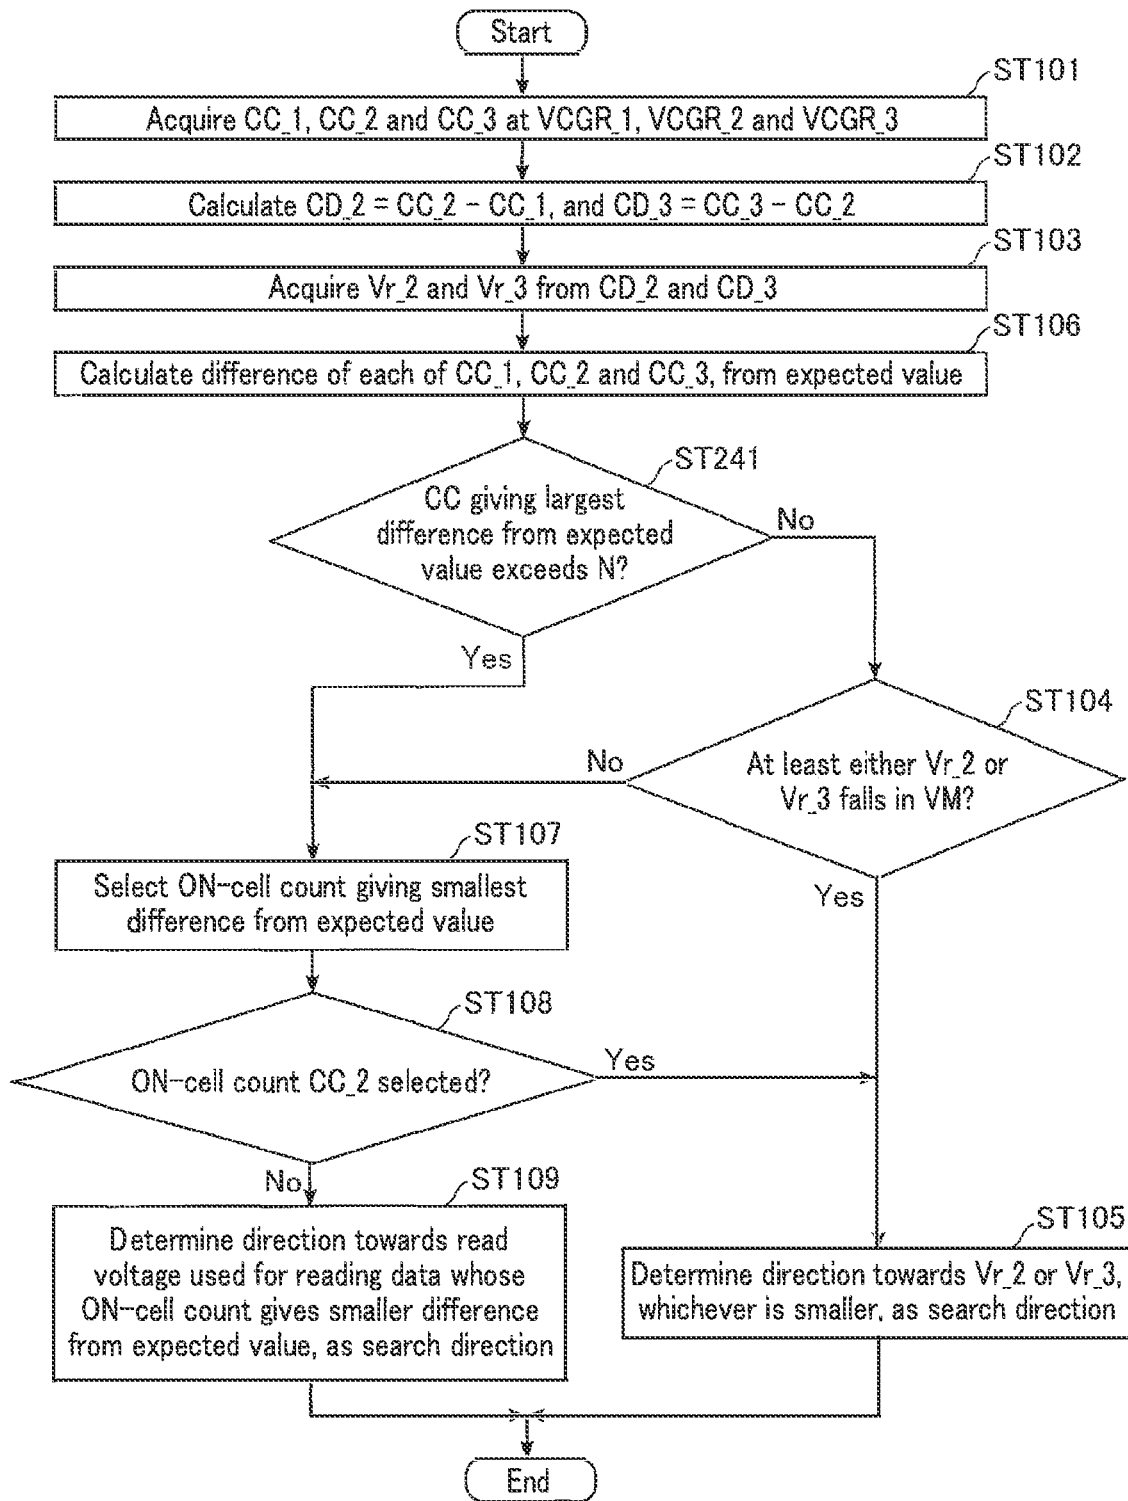 Start
ST101
Acquire CC_1, CC_2 and CC_3 at VCGR_1, VCGR_2 and VCGR_3
ST102
Calculate CD_2 = CC_2 - CC_1, and CD_3 = CC_3 - CC_2
ST103
Acquire Vr_2 and Vr_3 from CD_2 and CD_3
ST106
Calculate difference of each of CC_1, CC_2 and CC_3, from expected value
ST241
CC giving largest
difference from expected
value exceeds N?
No
Yes
ST104
At least either Vr_2 or
Vr_3 falls in VM?
No
Yes
ST107
Select ON-cell count giving smallest
difference from expected value
ST108
ON-cell count CC_2 selected?
Yes
No
ST109
Determine direction towards read
voltage used for reading data whose
ON-cell count gives smaller difference
from expected value, as search direction
ST105
Determine direction towards Vr_2 or Vr_3,
whichever is smaller, as search direction
End